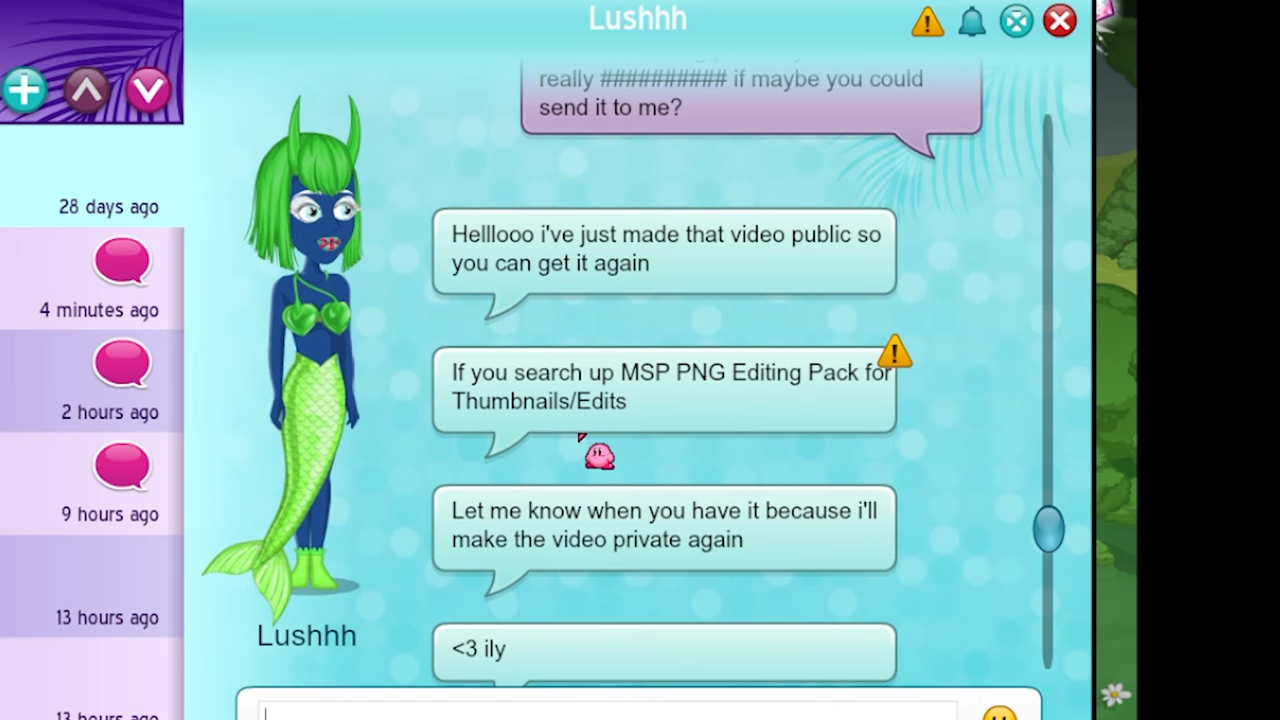 Lushhh
really ########## if maybe you could
send it to me?
28 days ago
Helllooo i've just made that video public so
you can get it again
4 minutes ago
If you search up MSP PNG Editing Pack for
Thumbnails/Edits
2 hours ago
Let me know when you have it because i'll
make the video private again
9 hours ago
13 hours ago
Lushhh
<3 ily
13 hours ago